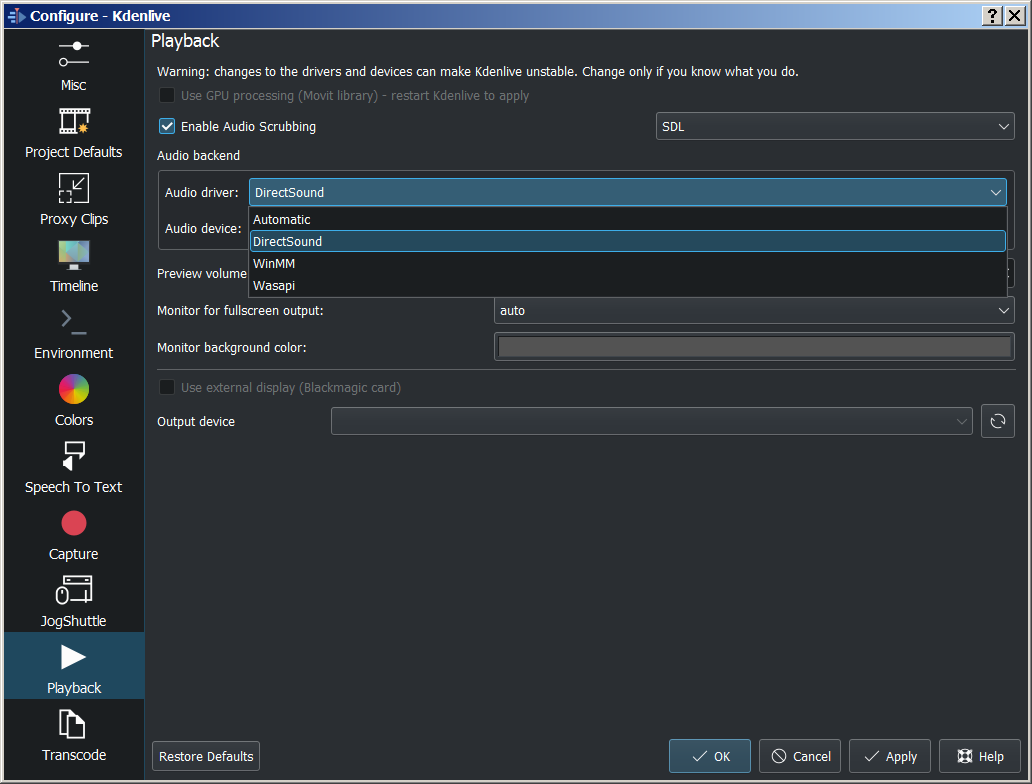 Configure - Kdenlive
Misc
Project Defaults
Proxy Clips
Timeline
Environment
Colors
Speech To Text
Capture
JogShuttle
Playback
Transcode
Playback
Warning: changes to the drivers and devices can make Kdenlive unstable. Change only if you know what you do.
Use GPU processing (Movit library) - restart Kdenlive to apply
Enable Audio Scrubbing
SDL
Audio backend
Audio driver:
DirectSound
Automatic
DirectSound
WinMM
Wasapi
Audio device:
Preview volume
Monitor for fullscreen output:
auto
Monitor background color:
Use external display (Blackmagic card)
Output device
Restore Defaults
OK
Cancel
Apply
Help